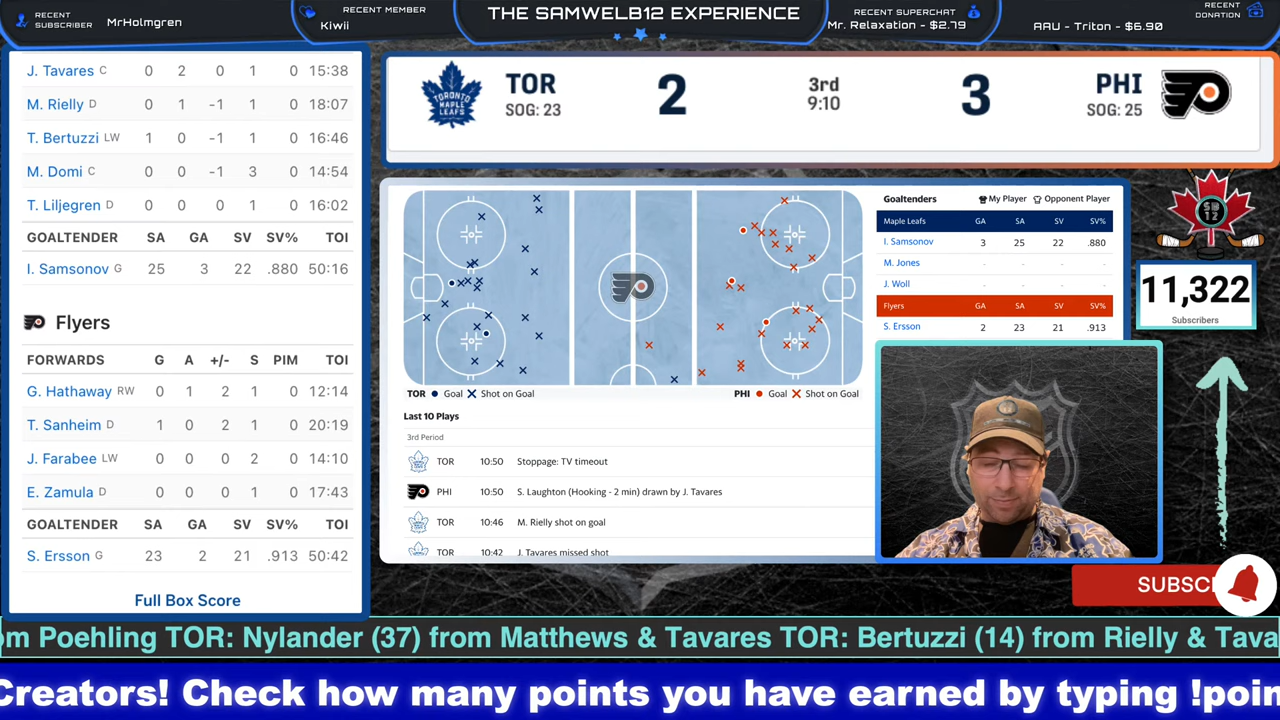 RECENT SUBSCRIBER
MrHolmgren
RECENT MEMBER
Kiwii
THE SAMWELB12 EXPERIENCE
RECENT SUPERCHAT
Mr. Relaxation - $2.79
AAU - Triton - $6.90
RECENT DONATION
J. Tavares C 0 2 0 1 0 15:38
M. Rielly D 0 1 -1 1 0 18:07
T. Bertuzzi LW 1 0 -1 1 0 16:46
M. Domi C 0 0 -1 3 0 14:54
T. Liljegren D 0 0 0 1 0 16:02
GOALTENDER SA GA SV SV% TOI
I. Samsonov G 25 3 22 .880 50:16
Flyers
FORWARDS G A +/- S PIM TOI
G. Hathaway RW 0 1 2 1 0 12:14
T. Sanheim D 1 0 2 1 0 20:19
J. Farabee LW 0 0 0 2 0 14:10
E. Zamula D 0 0 0 1 0 17:43
GOALTENDER SA GA SV SV% TOI
S. Ersson G 23 2 21 .913 50:42
Full Box Score
TORONTO MAPLE LEAFS
TOR
SOG: 23
2
3rd
9:10
3
PHI
SOG: 25
TOR Goal Shot on Goal
PHI Goal Shot on Goal
Last 10 Plays
3rd Period
TOR 10:50 Stoppage: TV timeout
PHI 10:50 S. Laughton (Hooking - 2 min) drawn by J. Tavares
TOR 10:46 M. Rielly shot on goal
TOR 10:42 J. Tavares missed shot
Goaltenders My Player Opponent Player
Maple Leafs GA SA SV SV%
I. Samsonov 3 25 22 .880
M. Jones - - - -
J. Woll - - - -
Flyers GA SA SV SV%
S. Ersson 2 23 21 .913
SB
12
11,322
Subscribers
NHL
SUBSC
om Poehling TOR: Nylander (37) from Matthews & Tavares TOR: Bertuzzi (14) from Rielly & Tava
Creators! Check how many points you have earned by typing !poin